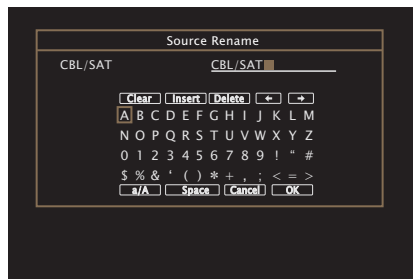 Source Rename
CBL/SAT CBL/SAT
Clear Insert Delete ← →
A B C D E F G H I J K L M
N O P Q R S T U V W X Y Z
0 1 2 3 4 5 6 7 8 9 ! “ #
$ % & ‘ ( ) * + , ; < = >
a/A Space Cancel OK